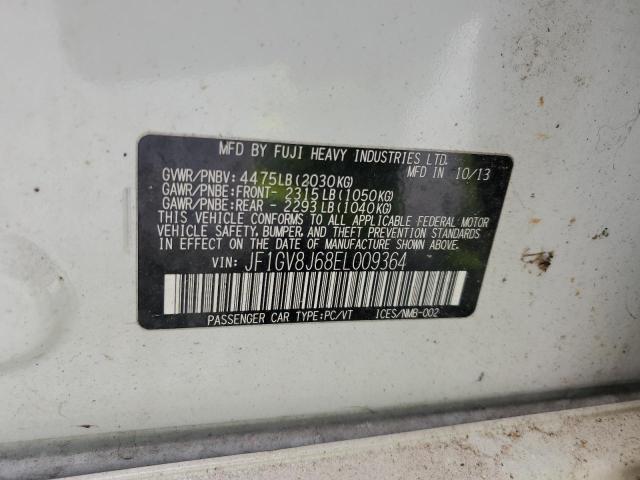 MFD BY FUJI HEAVY INDUSTRIES LTD.
GVWR/PNBV: 4475LB(2030KG) MFD IN 10/13
GAWR/PNBE:FRONT- 2315LB(1050KG)
GAWR/PNBE:REAR - 2293LB(1040KG)
THIS VEHICLE CONFORMS TO ALL APPLICABLE FEDERAL MOTOR
VEHICLE SAFETY, BUMPER, AND THEFT PREVENTION STANDARDS
IN EFFECT ON THE DATE OF MANUFACTURE SHOWN ABOVE.
VIN: JF1GV8J68EL009364
PASSENGER CAR TYPE:PC/VT ICES/NMB-002